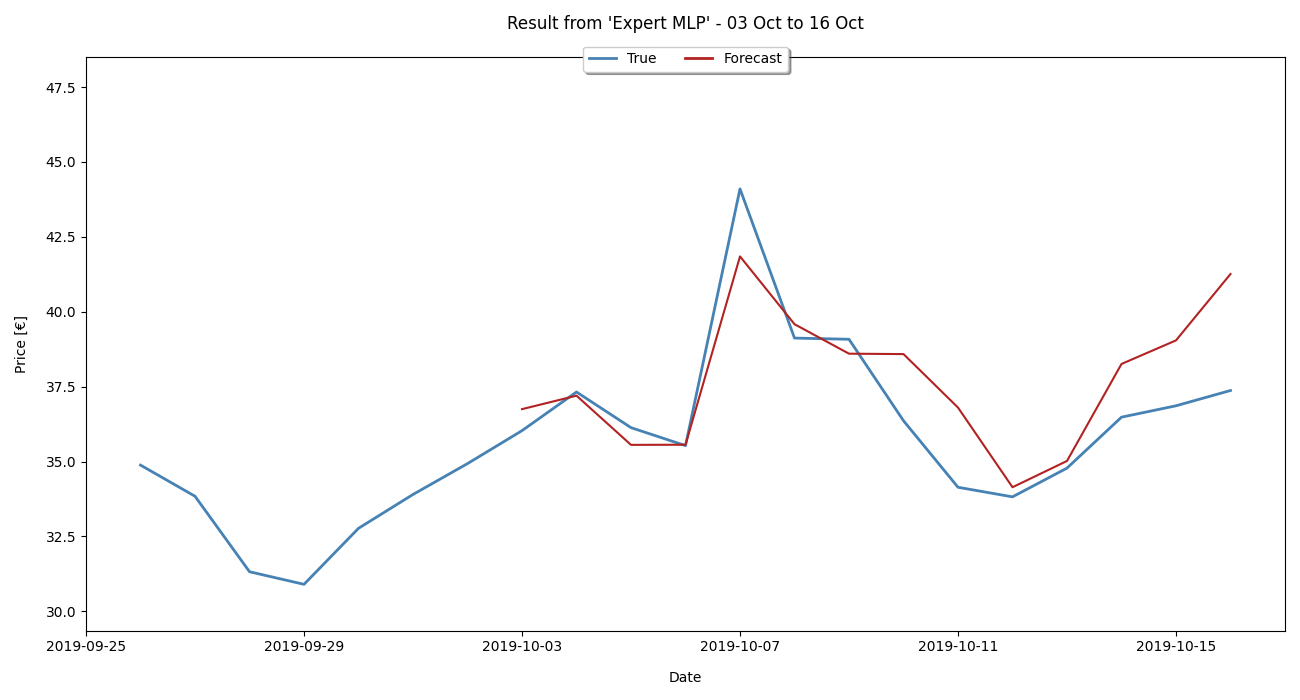 Result from 'Expert MLP' - 03 Oct to 16 Oct
True Forecast
47.5
45.0
42.5
40.0
37.5
35.0
32.5
30.0
Price [€]
2019-09-25 2019-09-29 2019-10-03 2019-10-07 2019-10-11 2019-10-15
Date